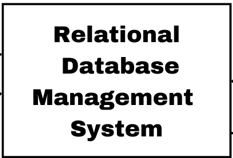 Relational
Database
Management
System